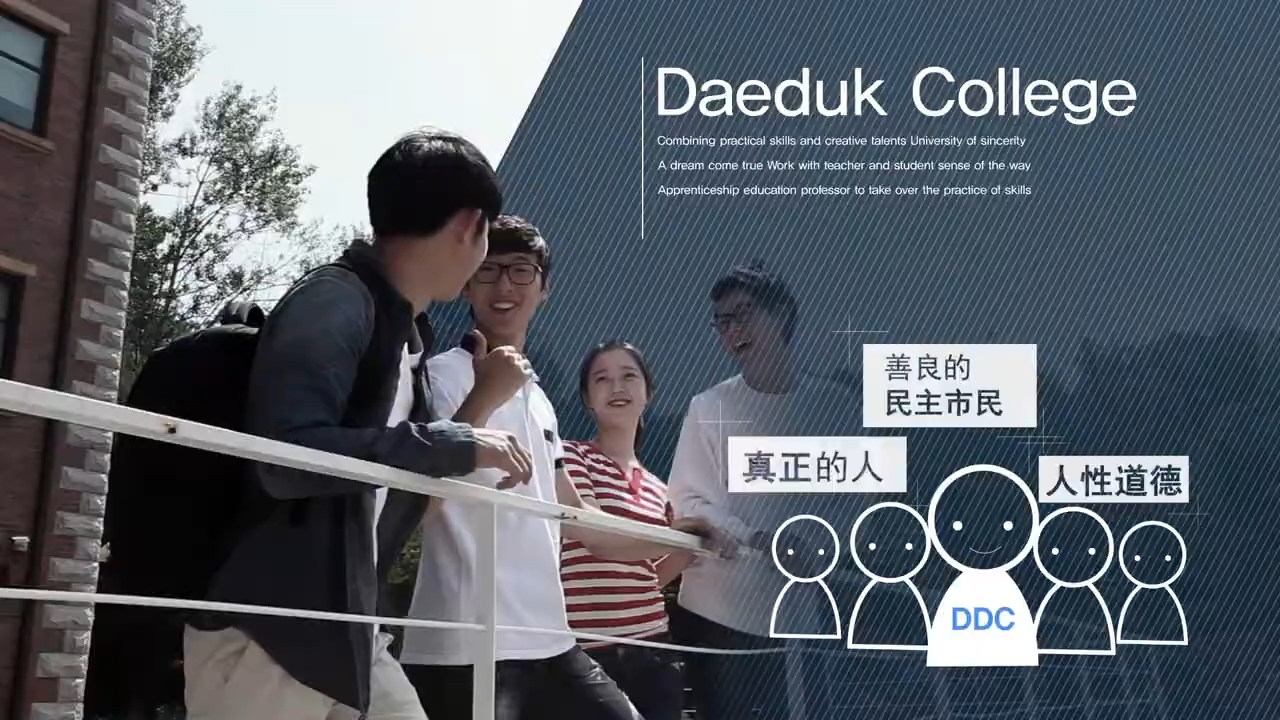 Daeduk College
Combining practical skills and creative talents University of sincerity
A dream come true Work with teacher and student sense of the way
Apprenticeship education professor to take over the practice of skills
善良的
民主市民
真正的人
人性道德
DDC